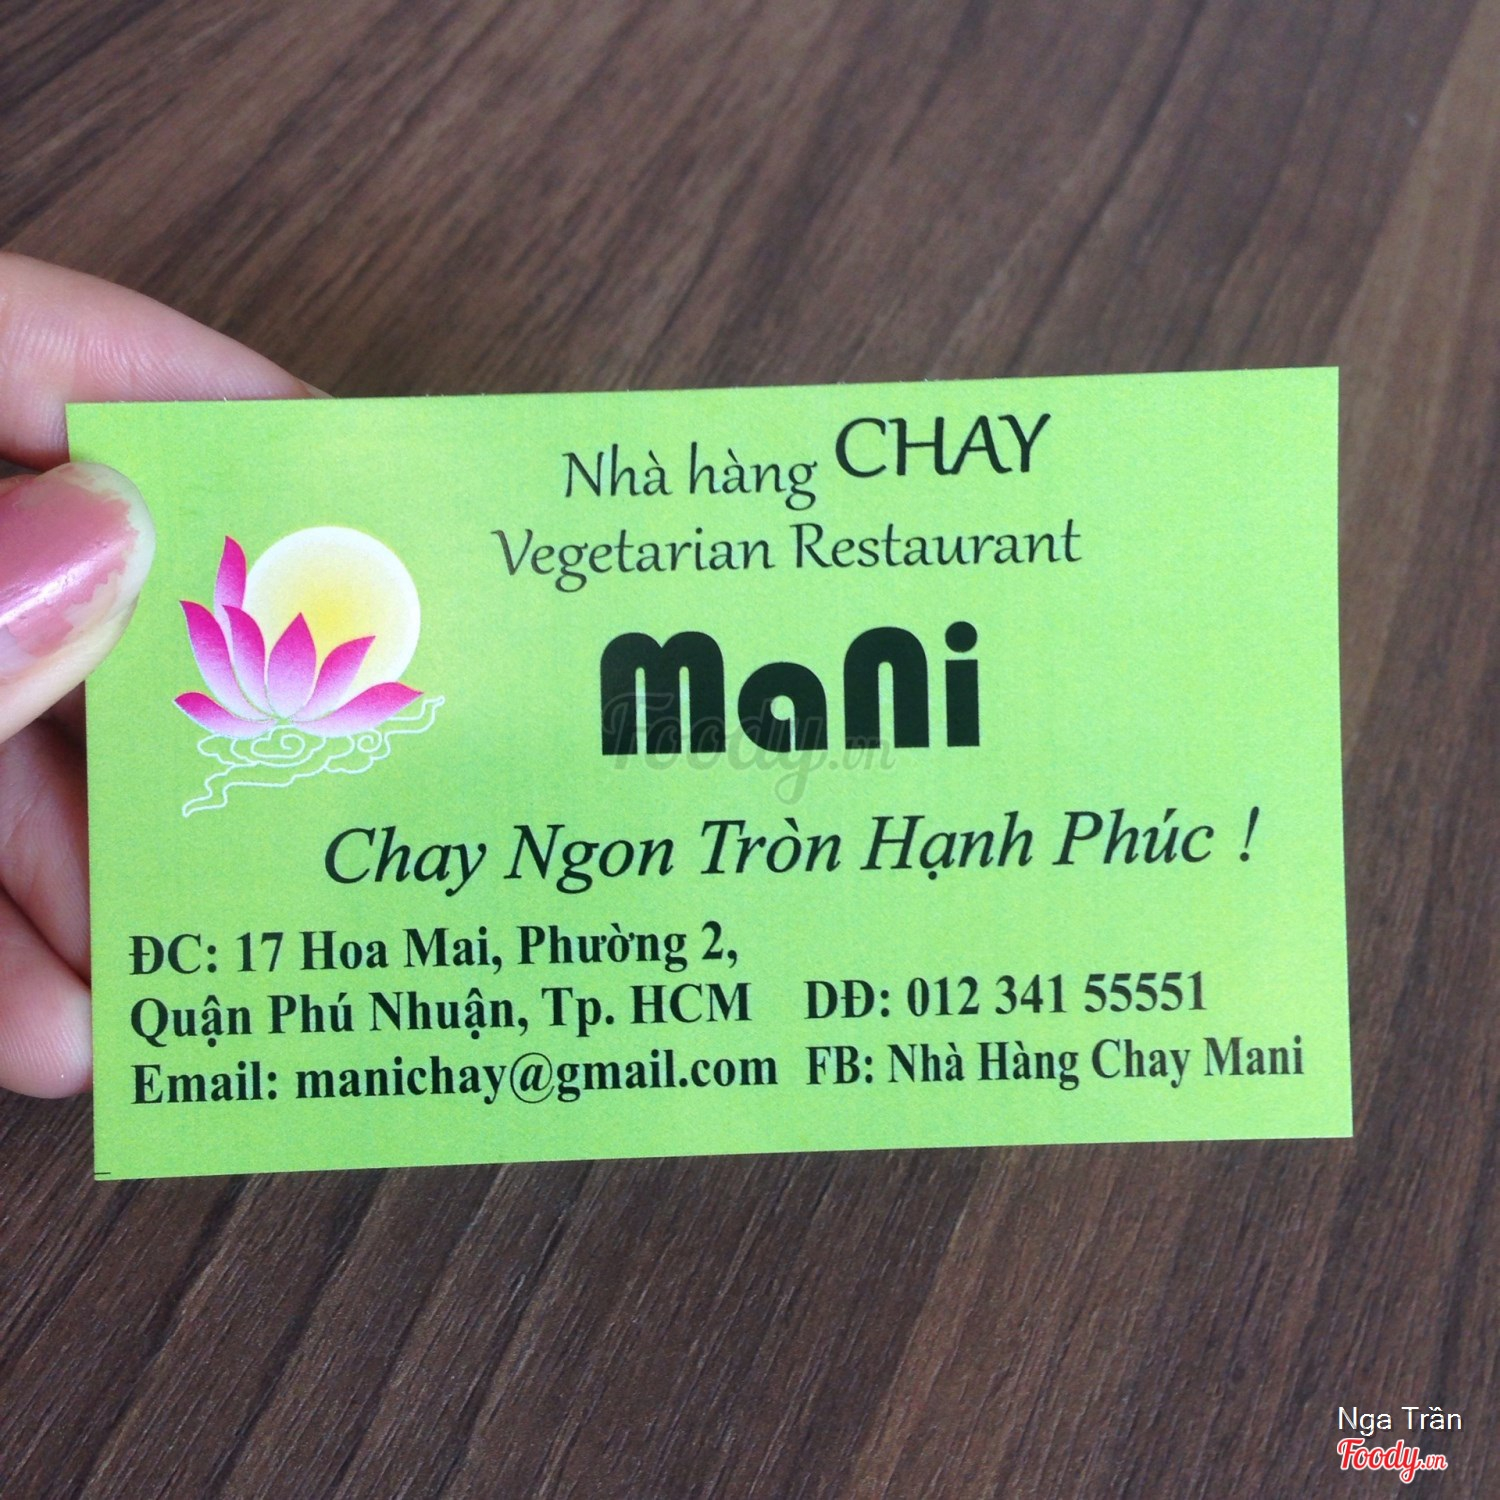 Nhà hàng CHAY
Vegetarian Restaurant
MaNi
Foody.vn
Chay Ngon Tròn Hạnh Phúc !
ĐC: 17 Hoa Mai, Phường 2,
Quận Phú Nhuận, Tp. HCM DĐ: 012 341 55551
Email: manichay@gmail.com FB: Nhà Hàng Chay Mani
Nga Trần
Foody.vn